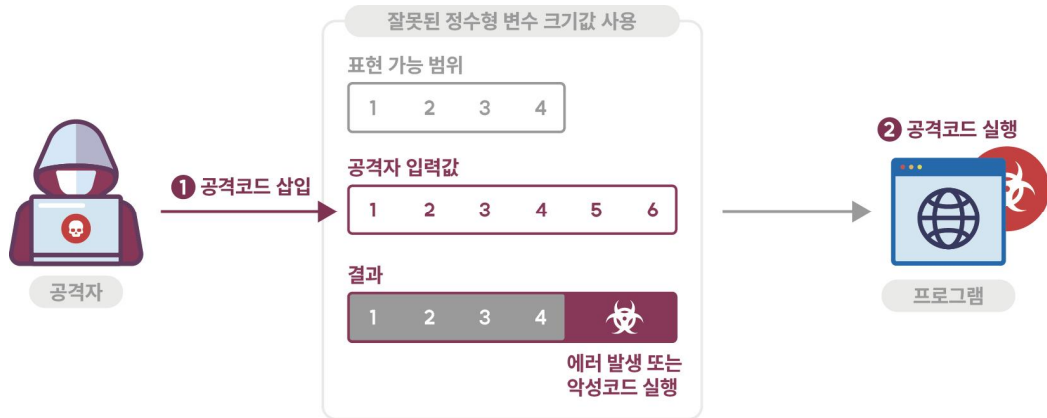 잘못된 정수형 변수 크기값 사용
표현 가능 범위
1 2 3 4
❶ 공격코드 삽입
공격자 입력값
1 2 3 4 5 6
결과
1 2 3 4
에러 발생 또는
악성코드 실행
공격자
❷ 공격코드 실행
프로그램